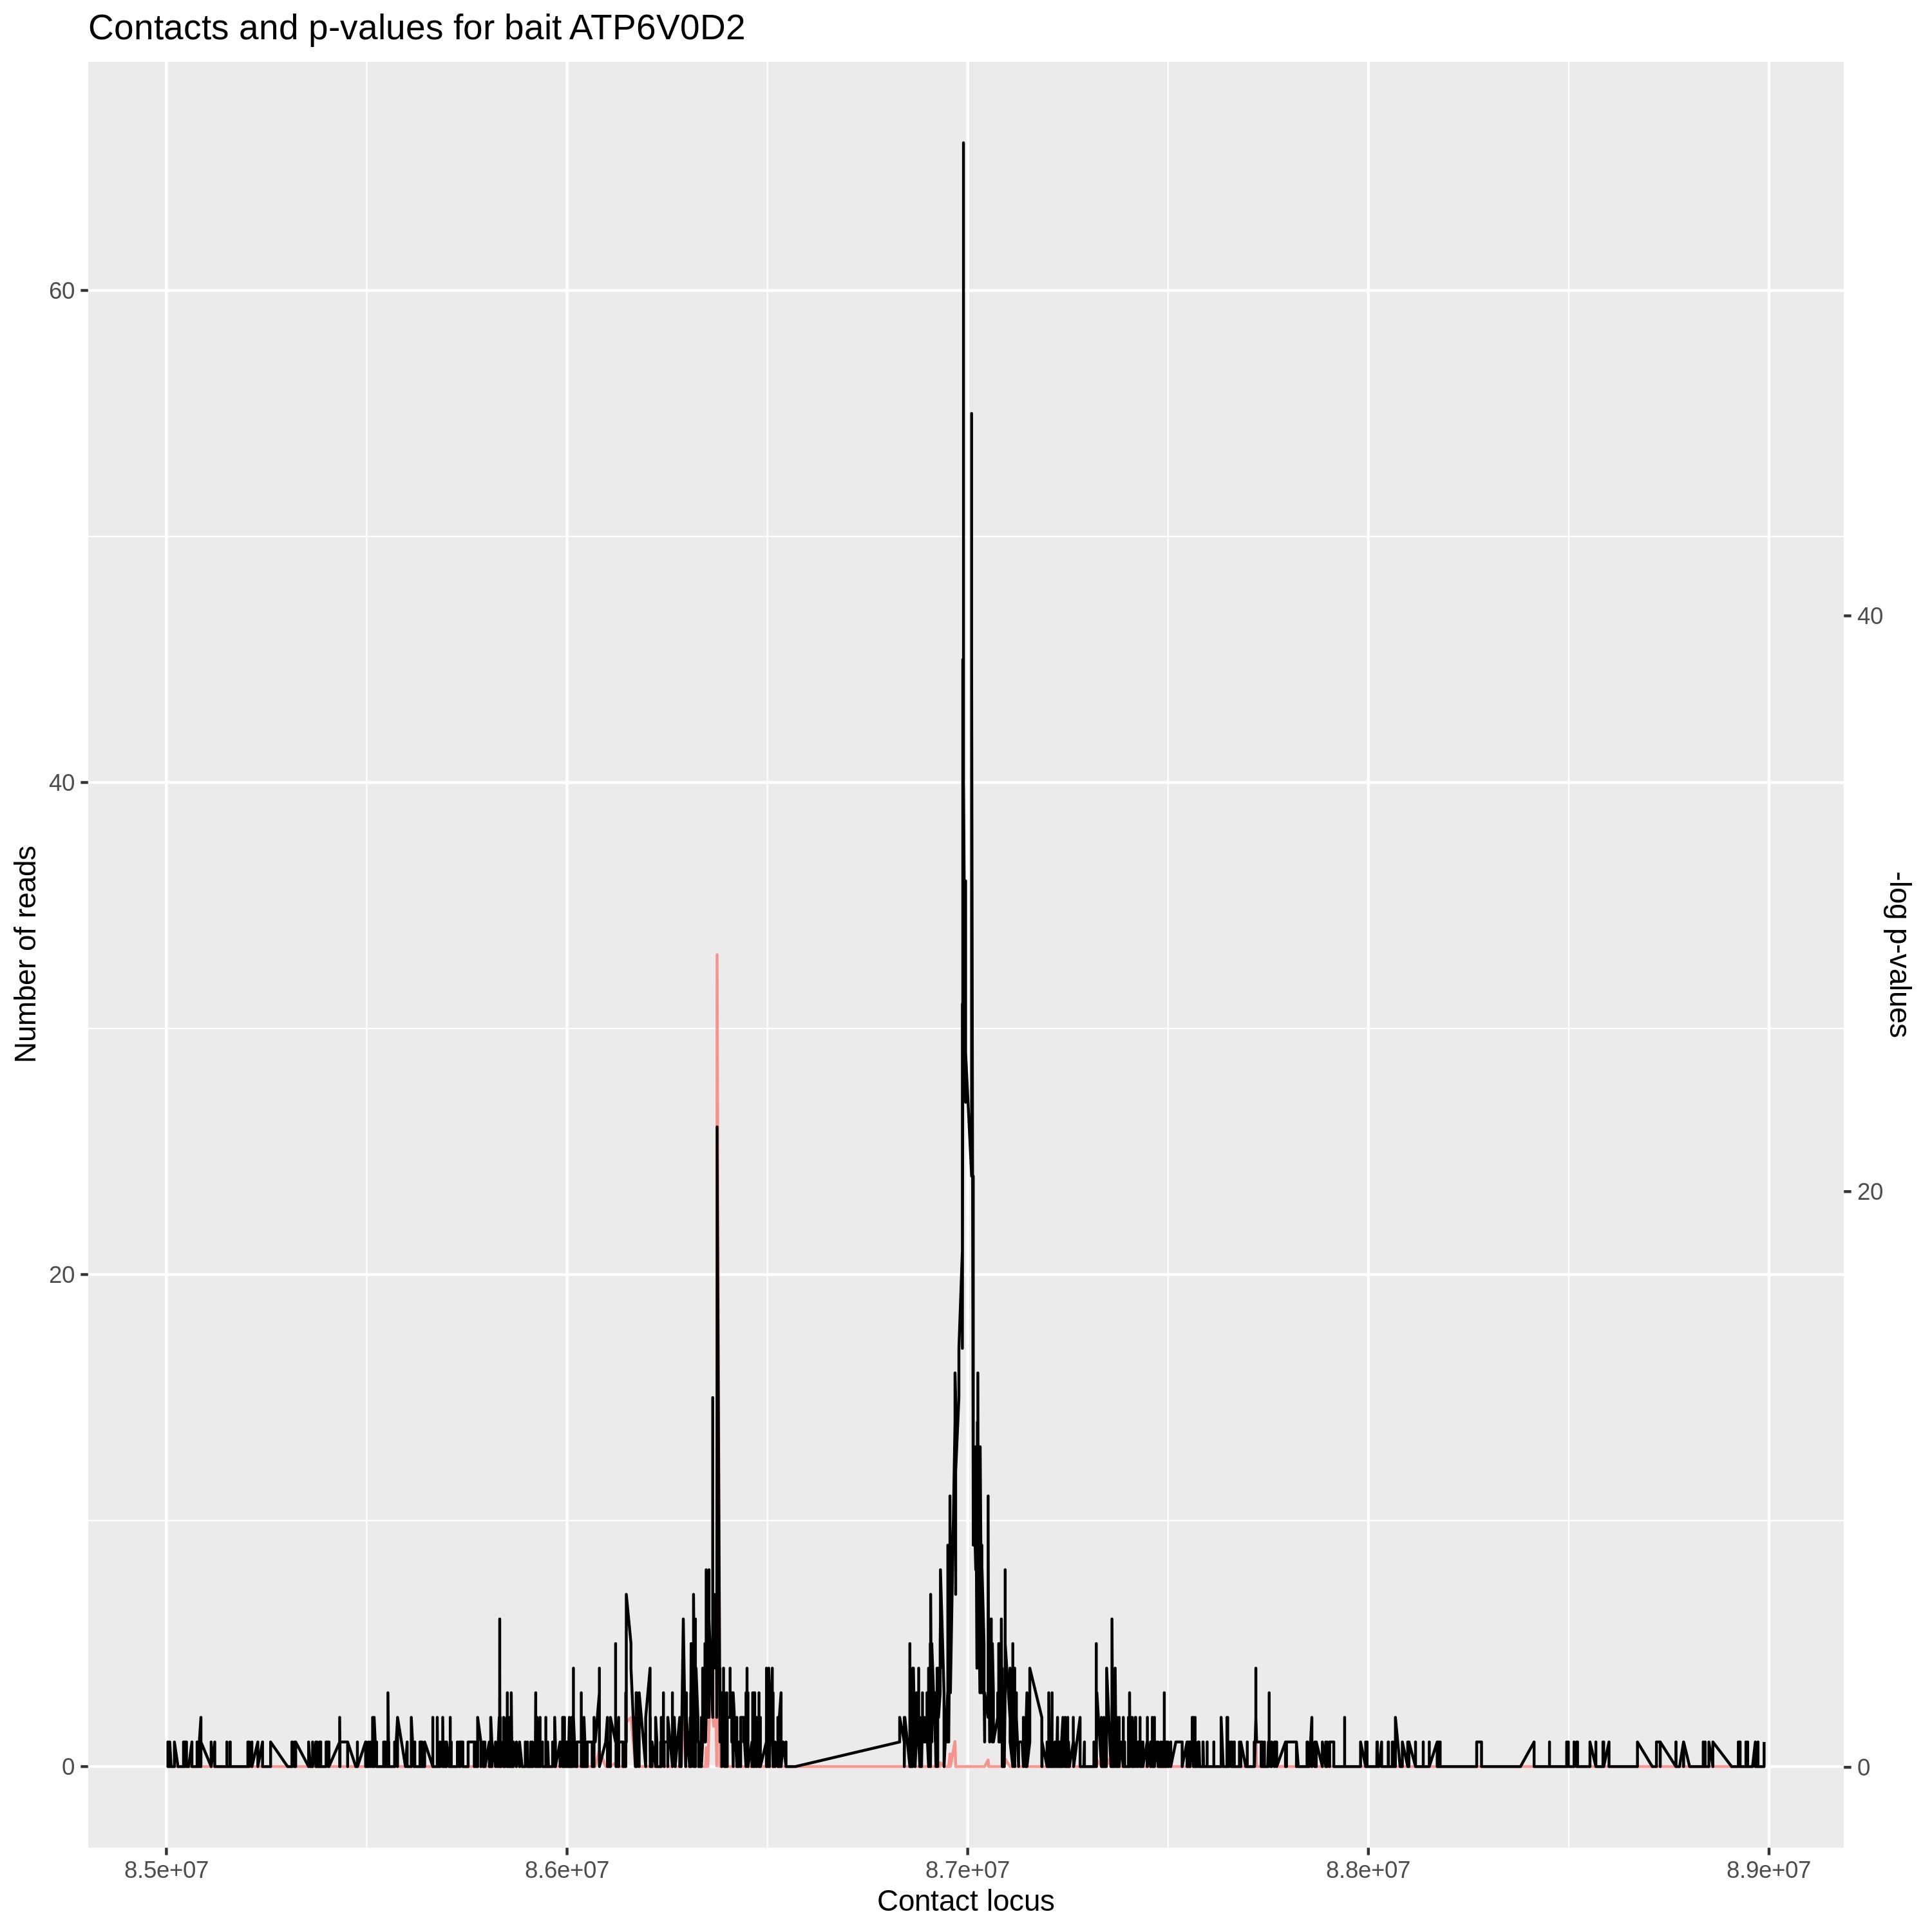 Contacts and p-values for bait ATP6V0D2
60
40
20
0
Number of reads
40
20
0
-log p-values
8.5e+07 8.6e+07 8.7e+07 8.8e+07 8.9e+07
Contact locus